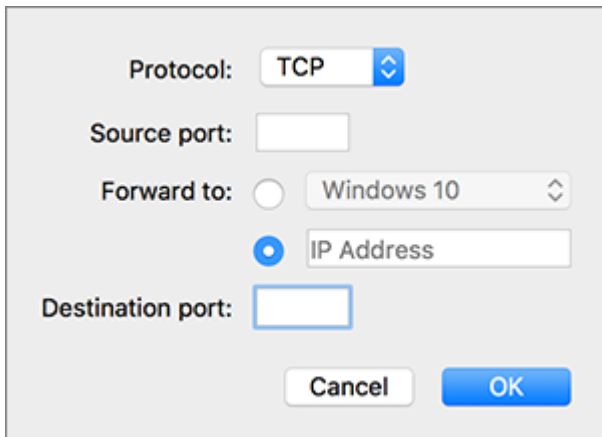 Protocol: TCP
Source port:
Forward to: Windows 10
IP Address
Destination port:
Cancel OK